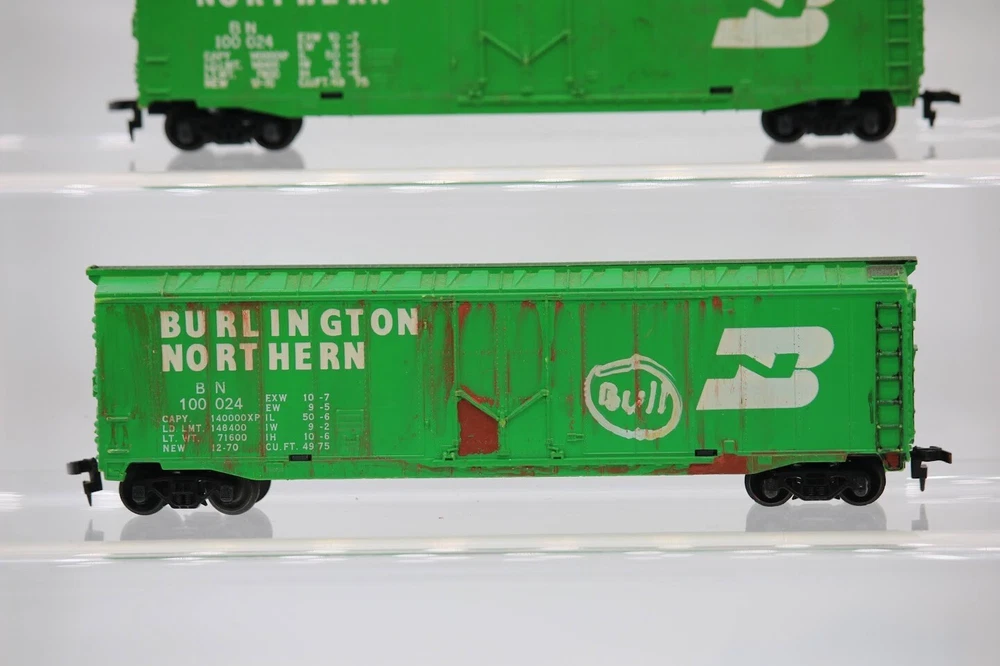 NORTHERN
BN
100 024
BURLINGTON
NORTHERN
BN
100 024
CAPY. 140000XP
LD. LMT. 148400
LT. WT. 71600
NEW 12-70
EXW 10-7
EW 9-5
IL 50-6
IW 9-2
IH 10-6
CU.FT. 4975
Bull